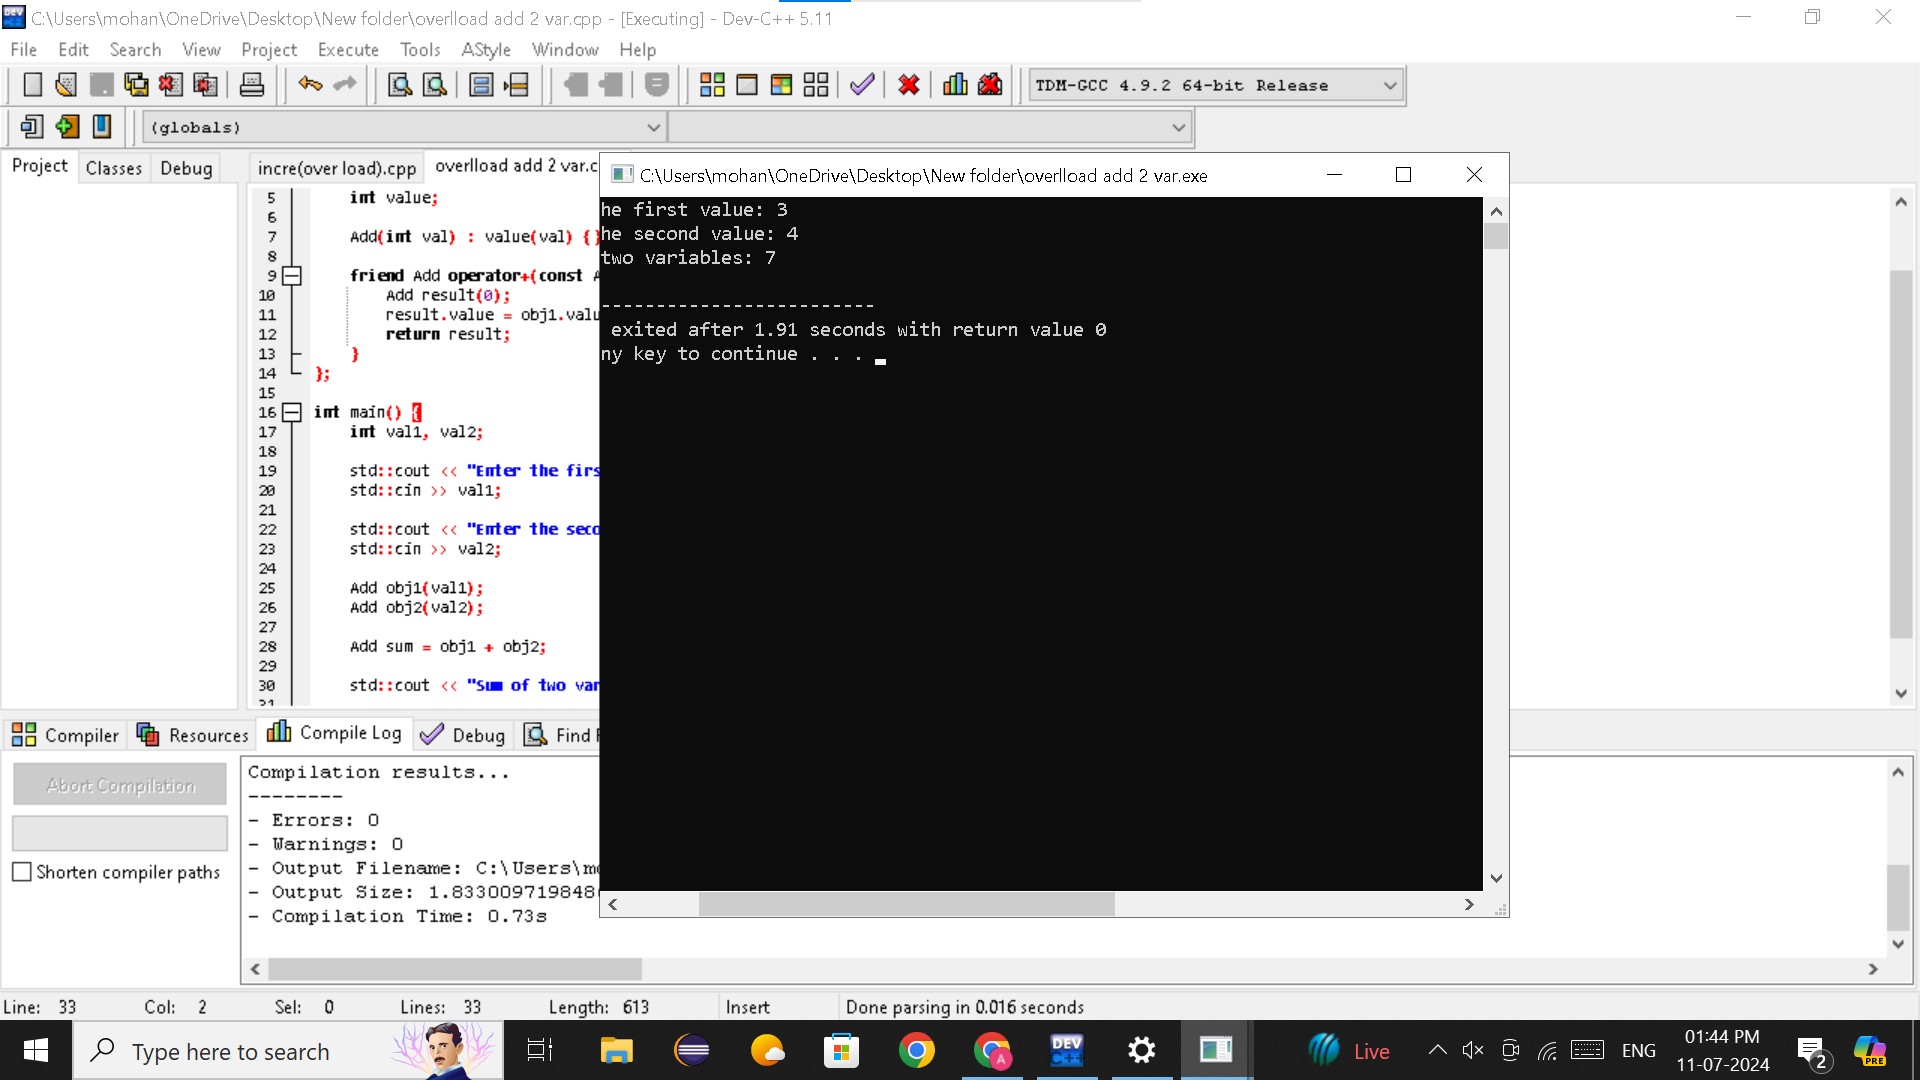 C:\Users\mohan\OneDrive\Desktop\New folder\overlload add 2 var.cpp - [Executing] - Dev-C++ 5.11
File Edit Search View Project Execute Tools AStyle Window Help
TDM-GCC 4.9.2 64-bit Release
(globals)
Project Classes Debug
incre(over load).cpp overlload add 2 var.c
C:\Users\mohan\OneDrive\Desktop\New folder\overlload add 2 var.exe
5 int value;
6
7 Add(int val) : value(val) {}
8
9 friend Add operator+(const A
10 Add result(0);
11 result.value = obj1.valu
12 return result;
13 }
14 };
15
16 int main() {
17 int val1, val2;
18
19 std::cout << "Enter the firs
20 std::cin >> val1;
21
22 std::cout << "Enter the seco
23 std::cin >> val2;
24
25 Add obj1(val1);
26 Add obj2(val2);
27
28 Add sum = obj1 + obj2;
29
30 std::cout << "Sum of two var
31
he first value: 3
he second value: 4
two variables: 7
-------------------------
exited after 1.91 seconds with return value 0
ny key to continue . . .
Compiler Resources Compile Log Debug Find
Abort Compilation
Shorten compiler paths
Compilation results...
--------
- Errors: 0
- Warnings: 0
- Output Filename: C:\Users\m
- Output Size: 1.833009719848
- Compilation Time: 0.73s
Line: 33 Col: 2 Sel: 0 Lines: 33 Length: 613 Insert Done parsing in 0.016 seconds
Type here to search
DEV C++
Live
ENG
01:44 PM
11-07-2024
2
PRE